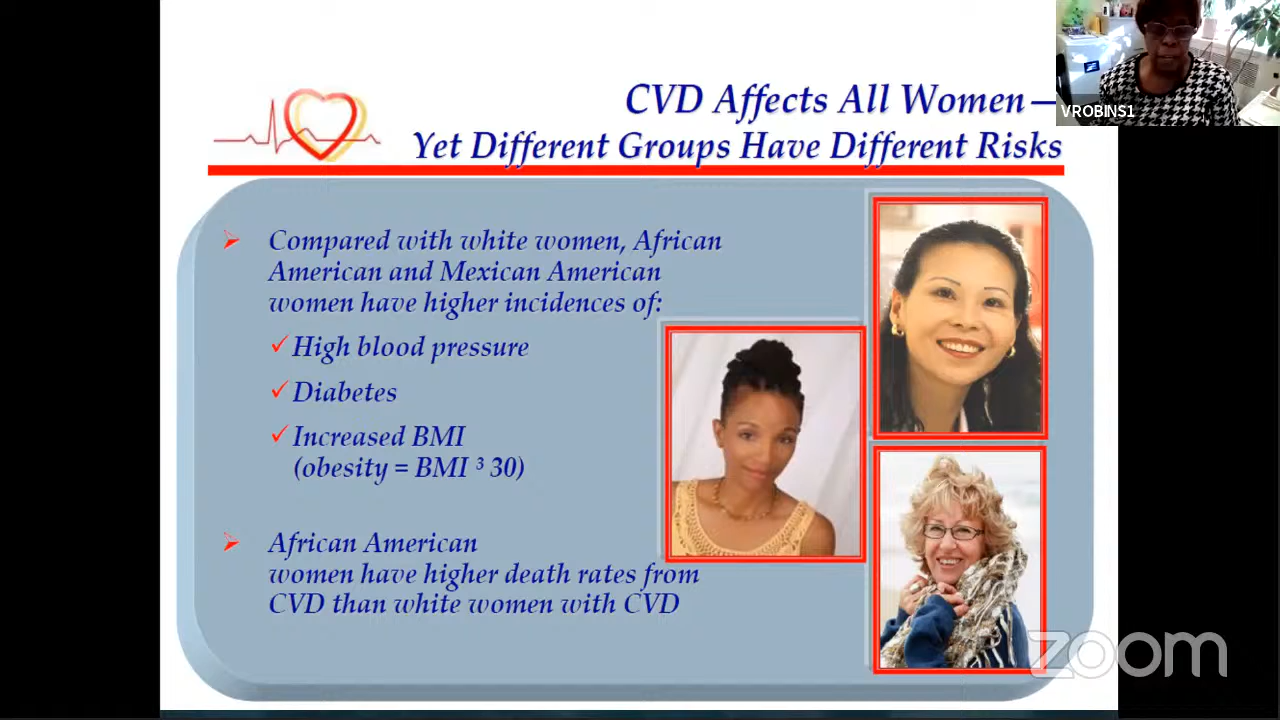 CVD Affects All Women—
Yet Different Groups Have Different Risks
VROBINS1
Compared with white women, African
American and Mexican American
women have higher incidences of:
High blood pressure
Diabetes
Increased BMI
(obesity = BMI ³ 30)
African American
women have higher death rates from
CVD than white women with CVD
zoom